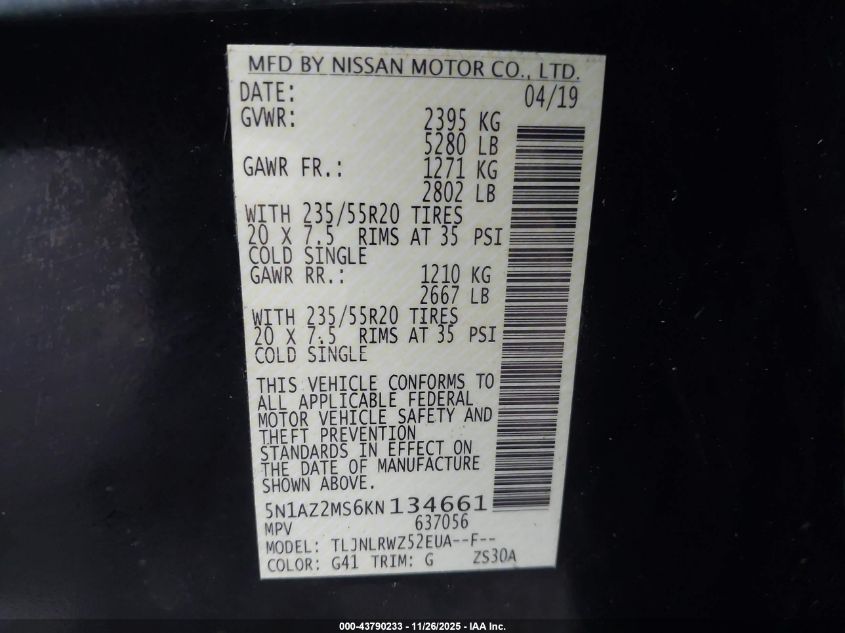 MFD BY NISSAN MOTOR CO., LTD.
DATE: 04/19
GVWR: 2395 KG
5280 LB
GAWR FR.: 1271 KG
2802 LB
WITH 235/55R20 TIRES
20 X 7.5 RIMS AT 35 PSI
COLD SINGLE
GAWR RR.: 1210 KG
2667 LB
WITH 235/55R20 TIRES
20 X 7.5 RIMS AT 35 PSI
COLD SINGLE
THIS VEHICLE CONFORMS TO
ALL APPLICABLE FEDERAL
MOTOR VEHICLE SAFETY AND
THEFT PREVENTION
STANDARDS IN EFFECT ON
THE DATE OF MANUFACTURE
SHOWN ABOVE.
5N1AZ2MS6KN134661
MPV 637056
MODEL: TLJNLRWZ52EUA--F--
COLOR: G41 TRIM: G ZS30A
000-43790233 - 11/26/2025 - IAA Inc.